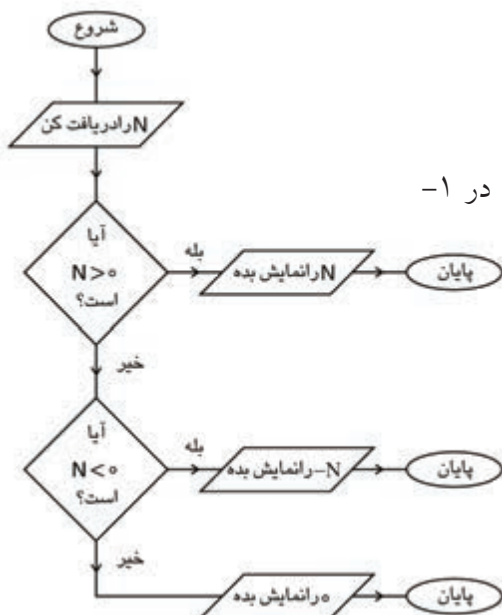 شروع
N را دریافت کن
در ۱-
آیا
N > ۰
است؟
بله
N را نمایش بده
پایان
خیر
آیا
N < ۰
است؟
بله
N- را نمایش بده
پایان
خیر
۰ را نمایش بده
پایان